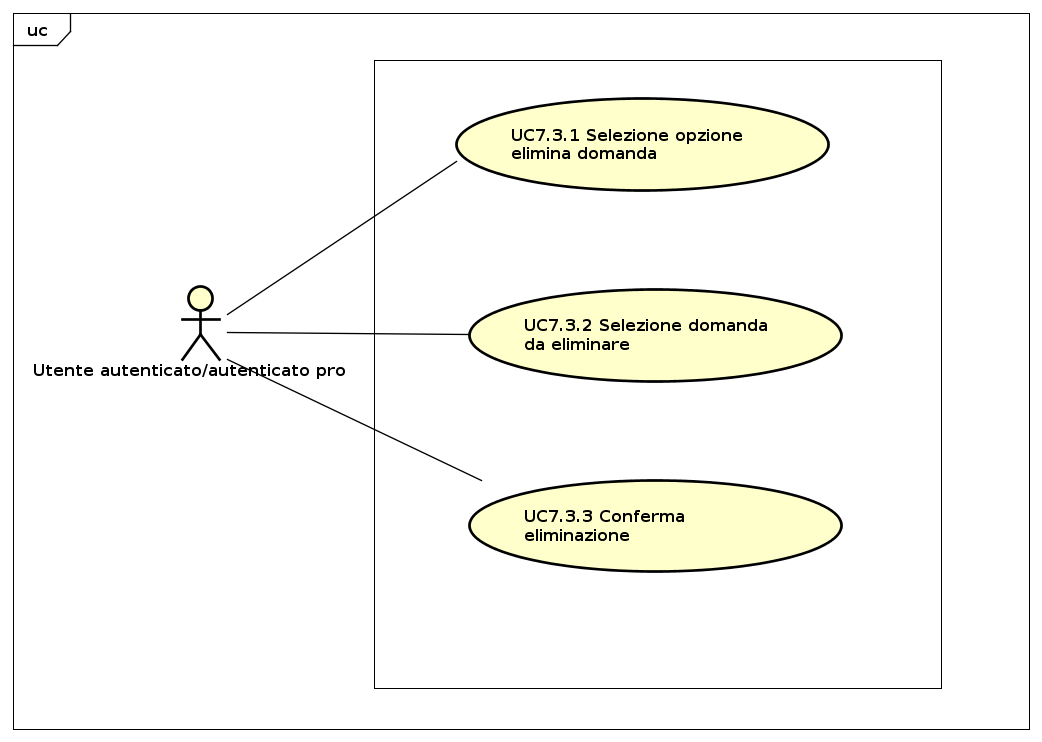 uc
UC7.3.1 Selezione opzione
elimina domanda
UC7.3.2 Selezione domanda
da eliminare
Utente autenticato/autenticato pro
UC7.3.3 Conferma
eliminazione